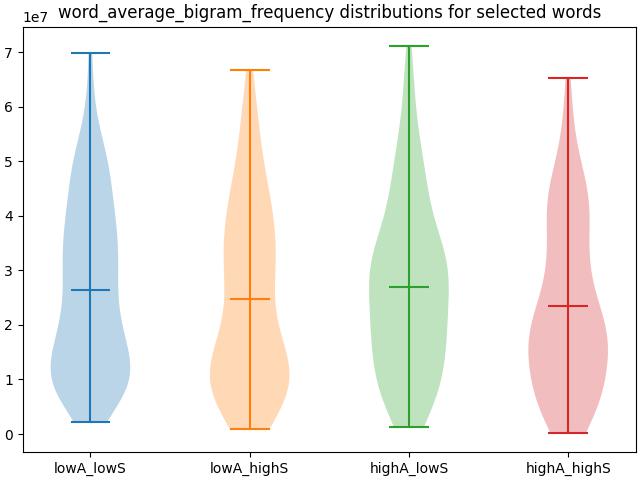 word_average_bigram_frequency distributions for selected words
1e7
7
6
5
4
3
2
1
0
lowA_lowS lowA_highS highA_lowS highA_highS